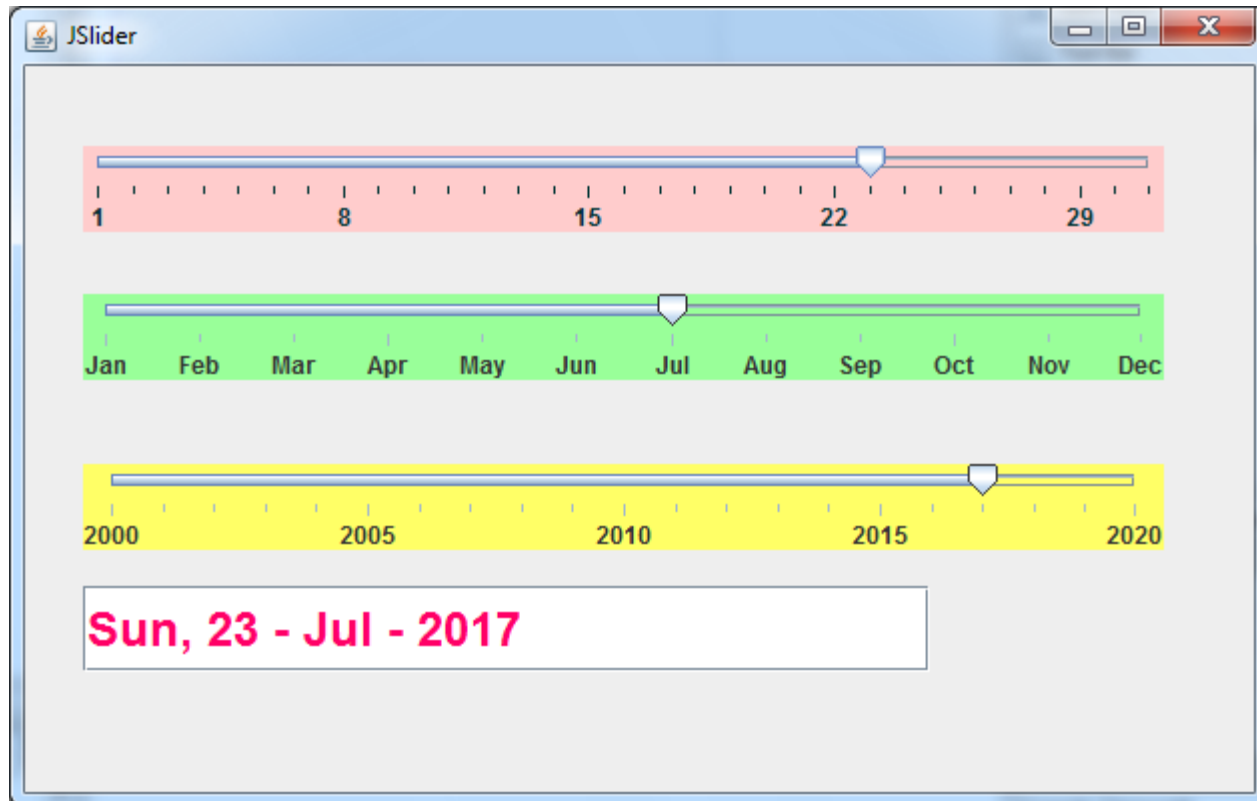 JSlider
1 8 15 22 29
Jan Feb Mar Apr May Jun Jul Aug Sep Oct Nov Dec
2000 2005 2010 2015 2020
Sun, 23 - Jul - 2017